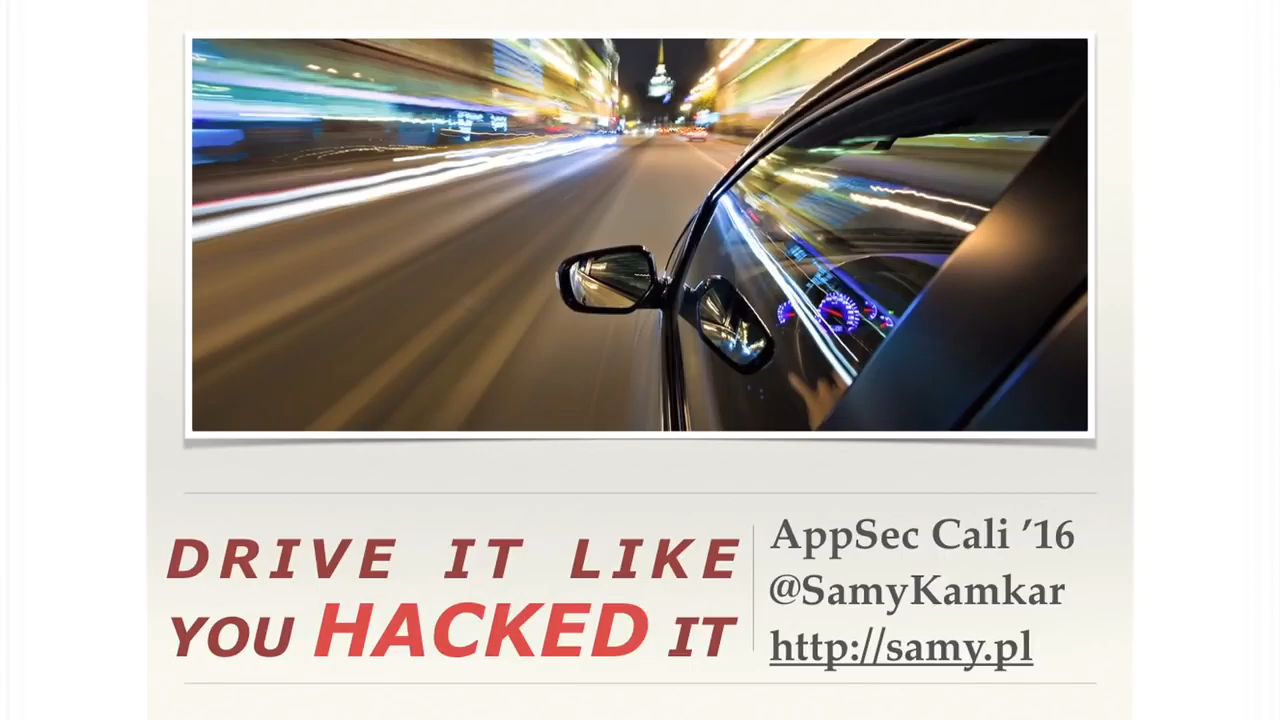 DRIVE IT LIKE
YOU HACKED IT
AppSec Cali ’16
@SamyKamkar
http://samy.pl